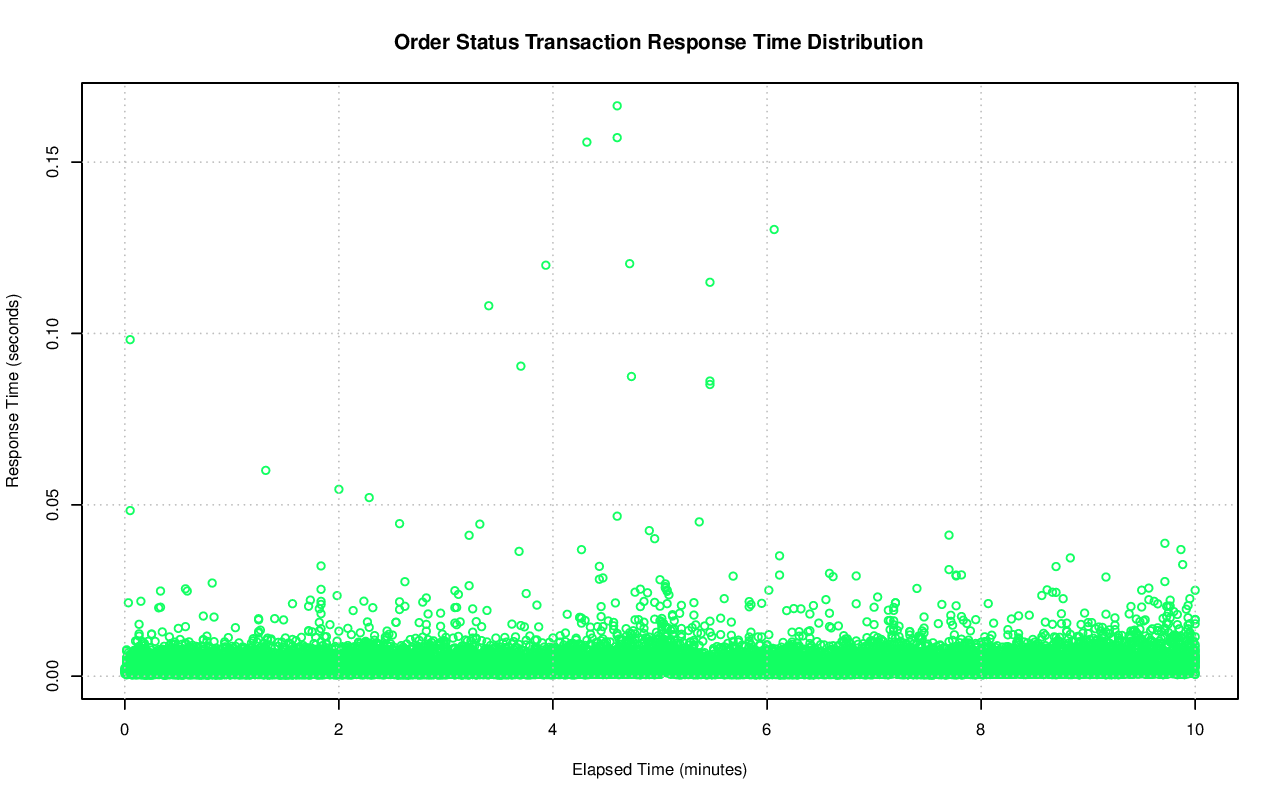 Order Status Transaction Response Time Distribution
Response Time (seconds)
0.15
0.10
0.05
0.00
0 2 4 6 8 10
Elapsed Time (minutes)